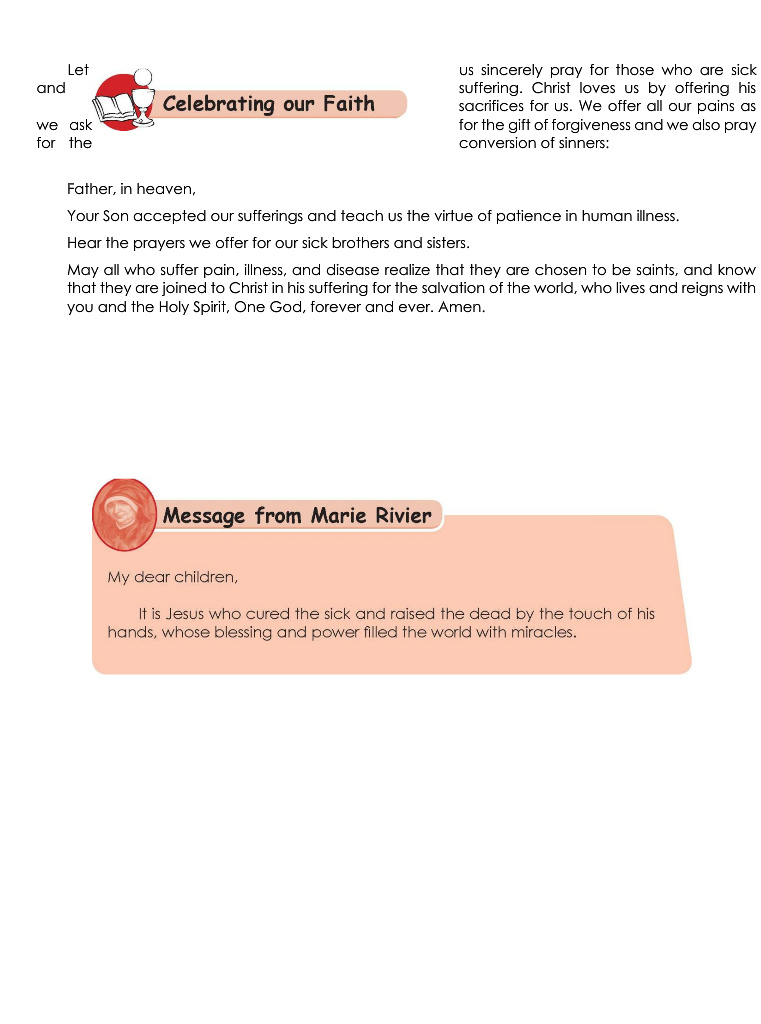 Celebrating our Faith
Let us sincerely pray for those who are sick
and suffering. Christ loves us by offering his
sacrifices for us. We offer all our pains as
we ask for the gift of forgiveness and we also pray
for the conversion of sinners:
Father, in heaven,
Your Son accepted our sufferings and teach us the virtue of patience in human illness.
Hear the prayers we offer for our sick brothers and sisters.
May all who suffer pain, illness, and disease realize that they are chosen to be saints, and know
that they are joined to Christ in his suffering for the salvation of the world, who lives and reigns with
you and the Holy Spirit, One God, forever and ever. Amen.
Message from Marie Rivier
My dear children,
It is Jesus who cured the sick and raised the dead by the touch of his
hands, whose blessing and power filled the world with miracles.